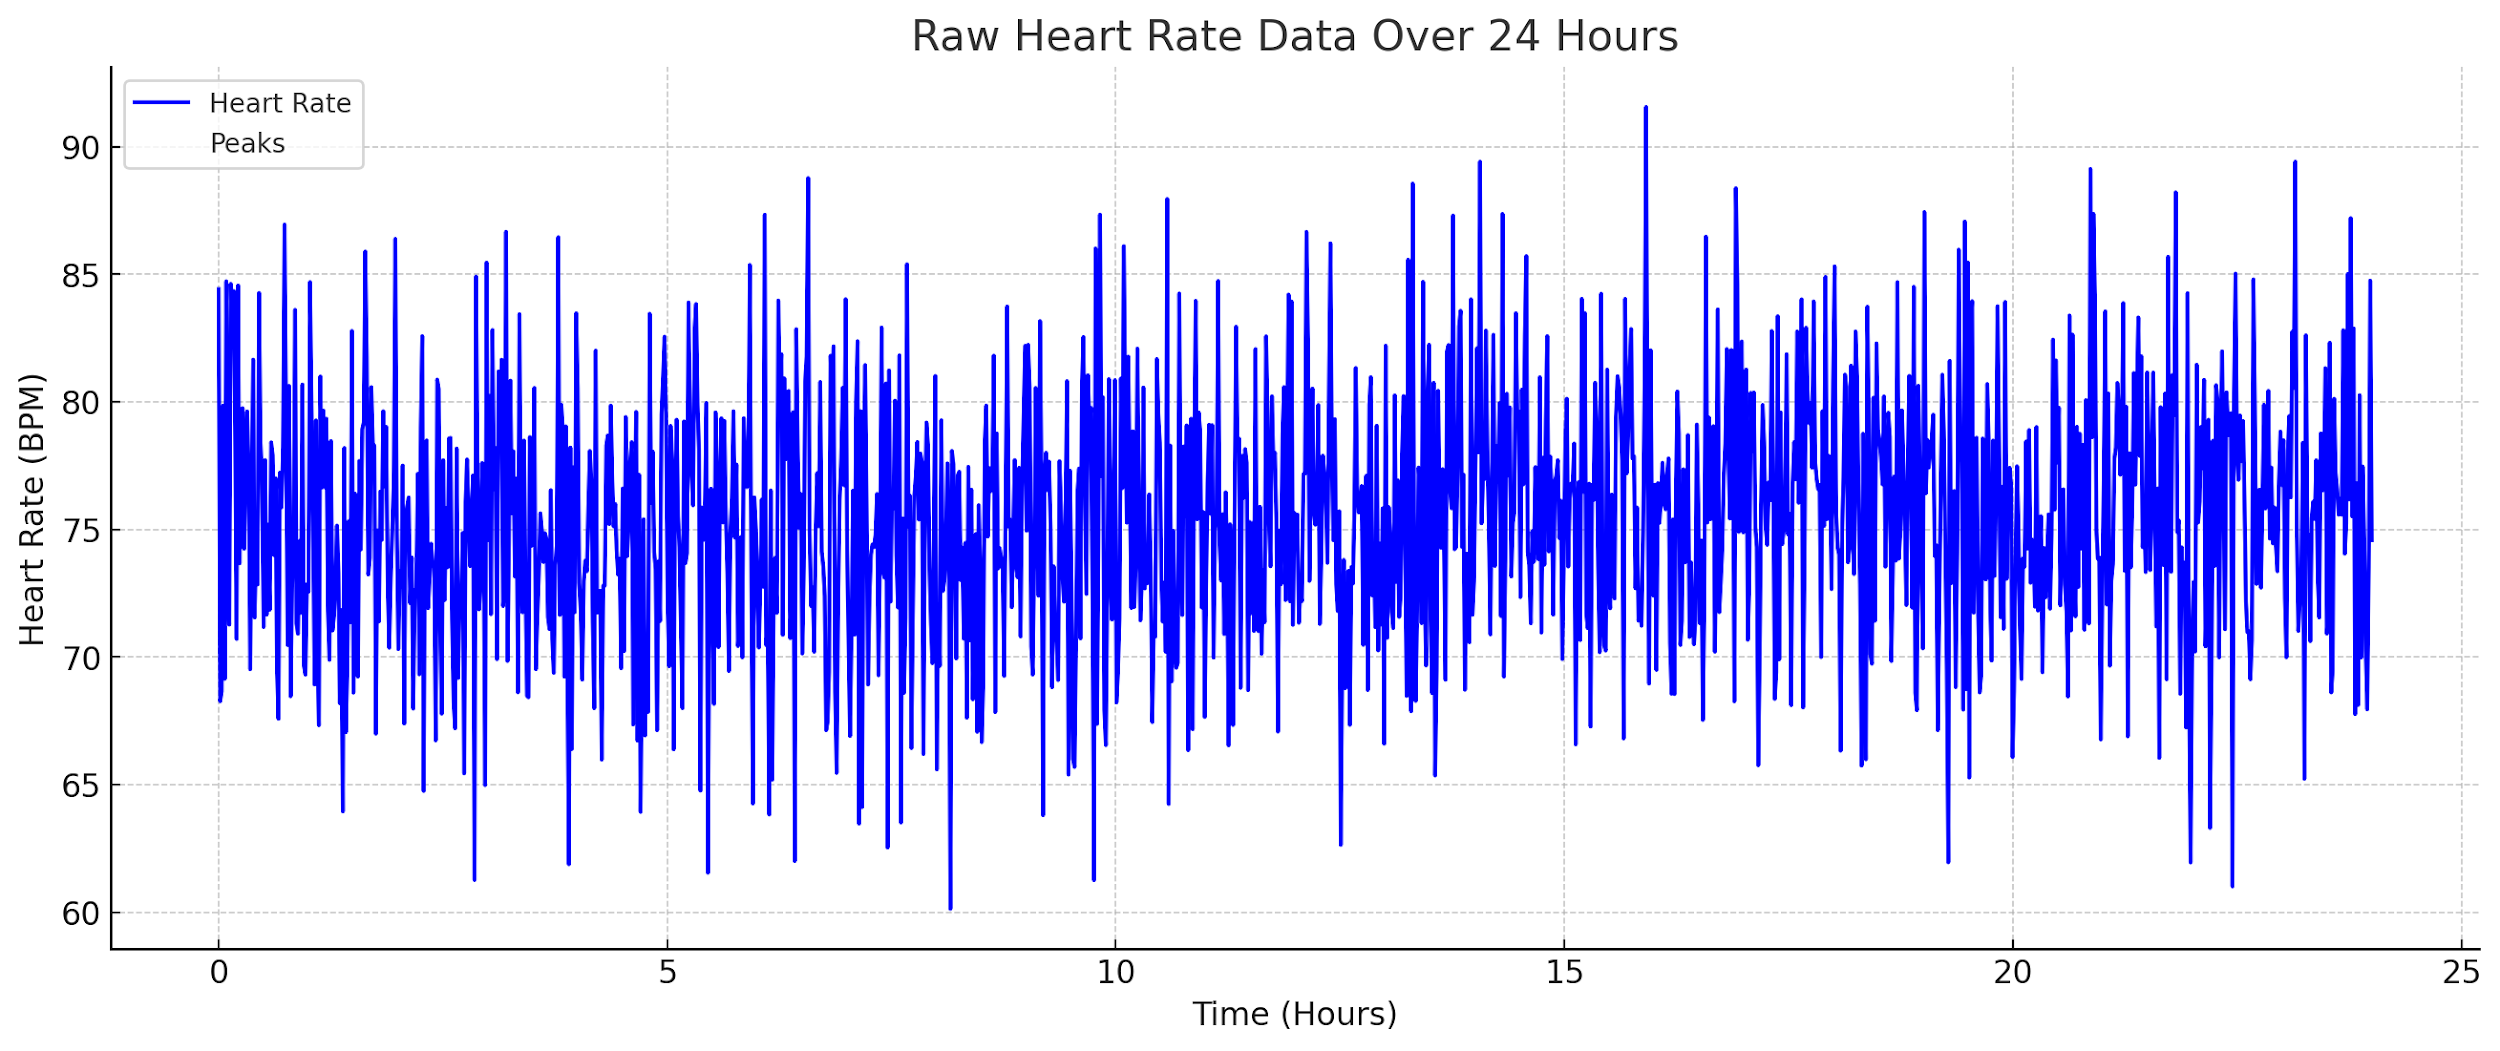 Raw Heart Rate Data Over 24 Hours
Heart Rate
Peaks
Heart Rate (BPM)
90
85
80
75
70
65
60
0 5 10 15 20 25
Time (Hours)